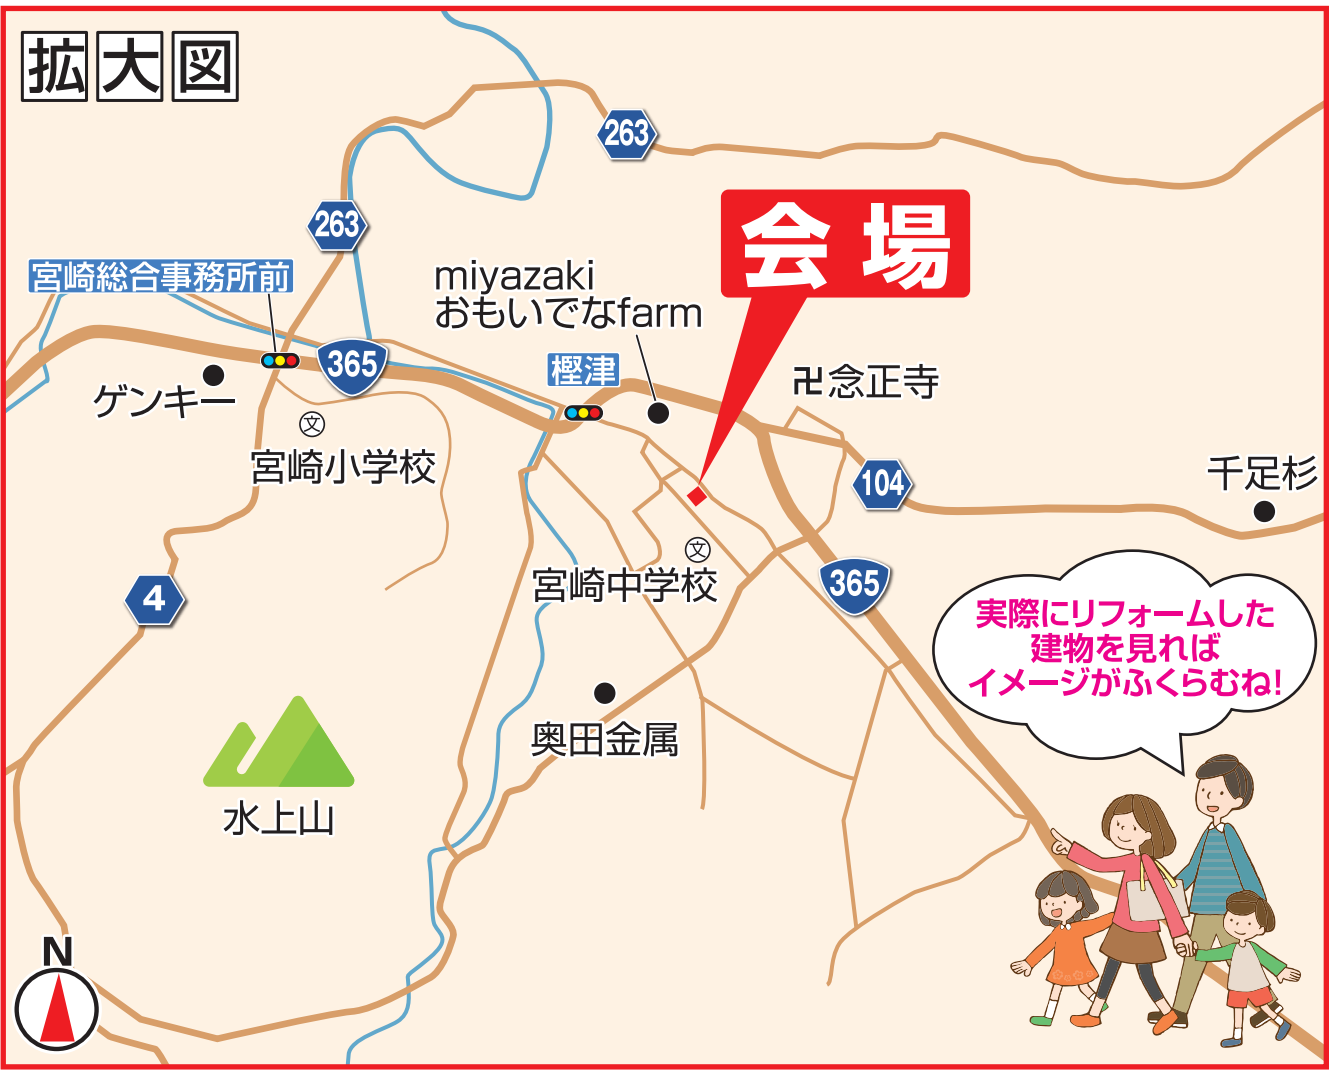 拡大図
263
263
会場
宮崎総合事務所前
miyazaki
おもいでなfarm
365
樫津
卍念正寺
ゲンキー
文
宮崎小学校
104
千足杉
文
宮崎中学校
365
4
実際にリフォームした
建物を見れば
イメージがふくらむね!
奥田金属
水上山
N